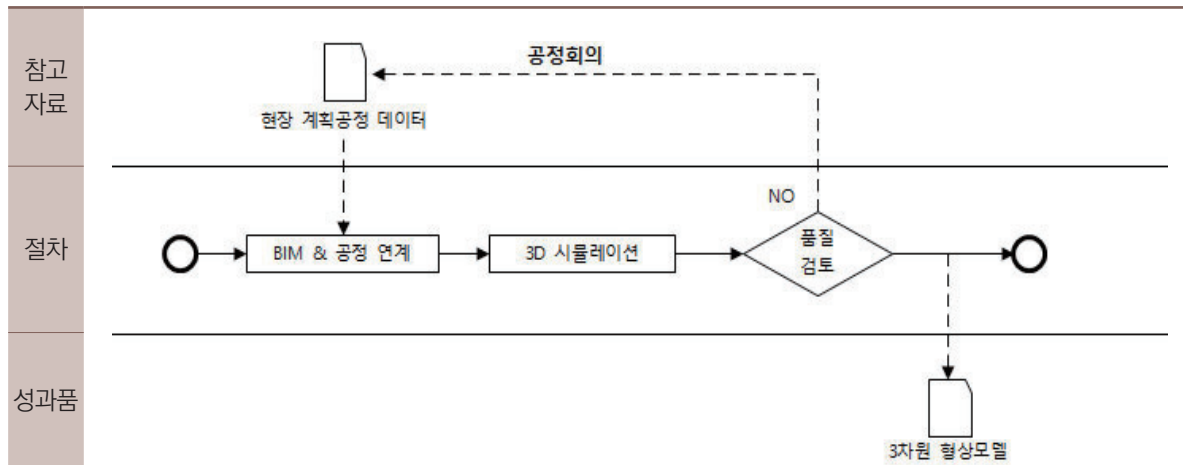 참고
자료
공정회의
현장 계획공정 데이터
절차
NO
BIM & 공정 연계
3D 시뮬레이션
품질
검토
성과품
3차원 형상모델